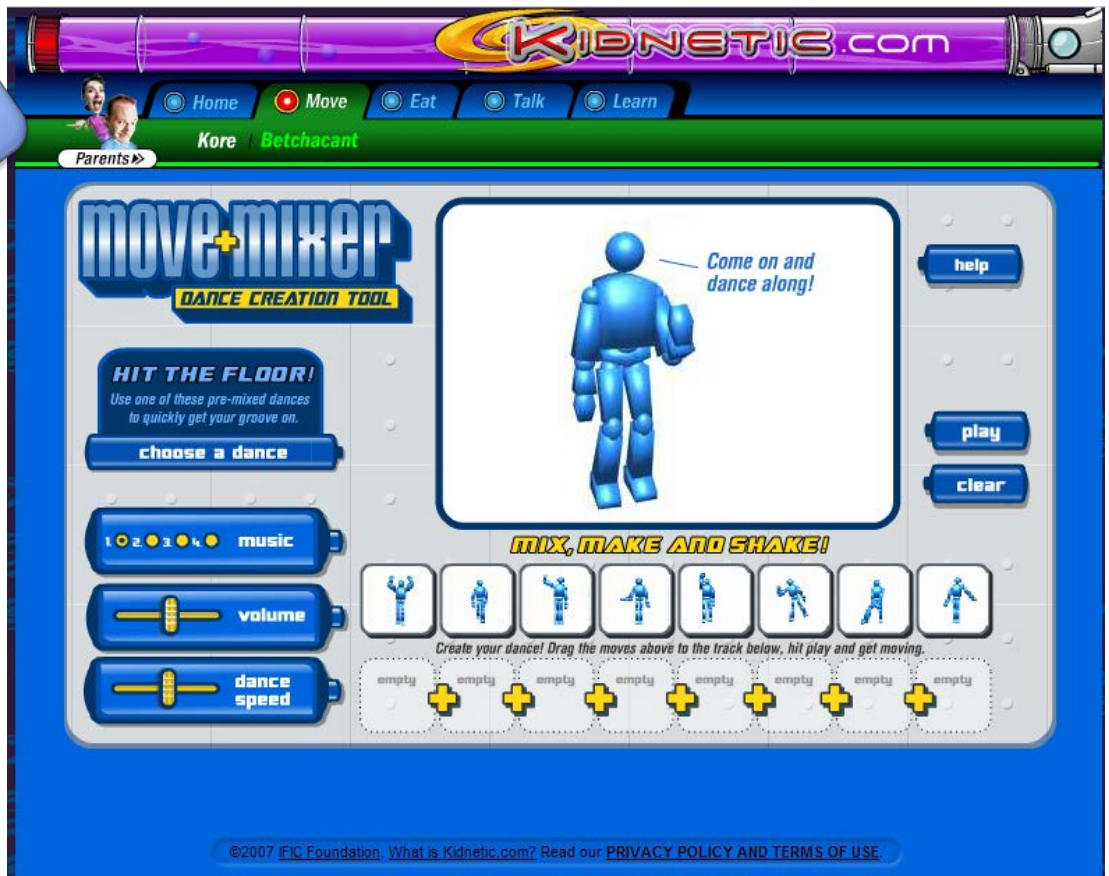 KIDNETIC.COM
Home Move Eat Talk Learn
Parents
Kore | Betchacant
move+mixer
DANCE CREATION TOOL
Come on and
dance along!
help
HIT THE FLOOR!
Use one of these pre-mixed dances
to quickly get your groove on.
choose a dance
play
clear
1. 2. 3. 4. music
volume
dance
speed
MIX, MAKE AND SHAKE!
Create your dance! Drag the moves above to the track below, hit play and get moving.
empty empty empty empty empty empty empty empty
©2007 IFIC Foundation. What is Kidnetic.com? Read our PRIVACY POLICY AND TERMS OF USE.